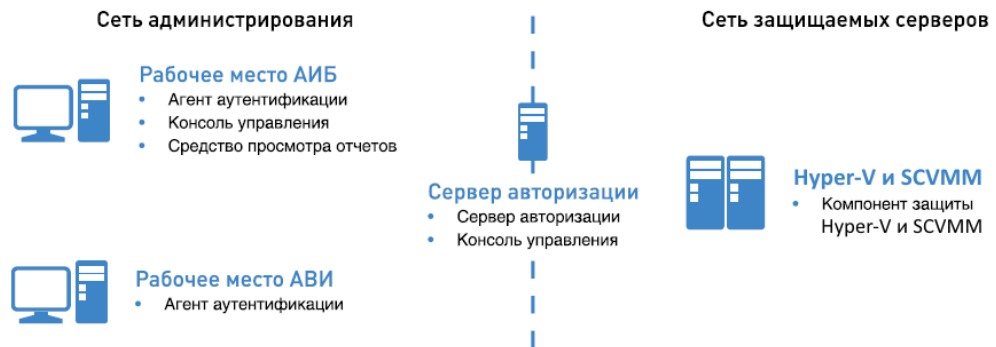 Сеть администрирования
Сеть защищаемых серверов
Рабочее место АИБ
• Агент аутентификации
• Консоль управления
• Средство просмотра отчетов
Сервер авторизации
• Сервер авторизации
• Консоль управления
Hyper-V и SCVMM
• Компонент защиты
Hyper-V и SCVMM
Рабочее место АВИ
• Агент аутентификации